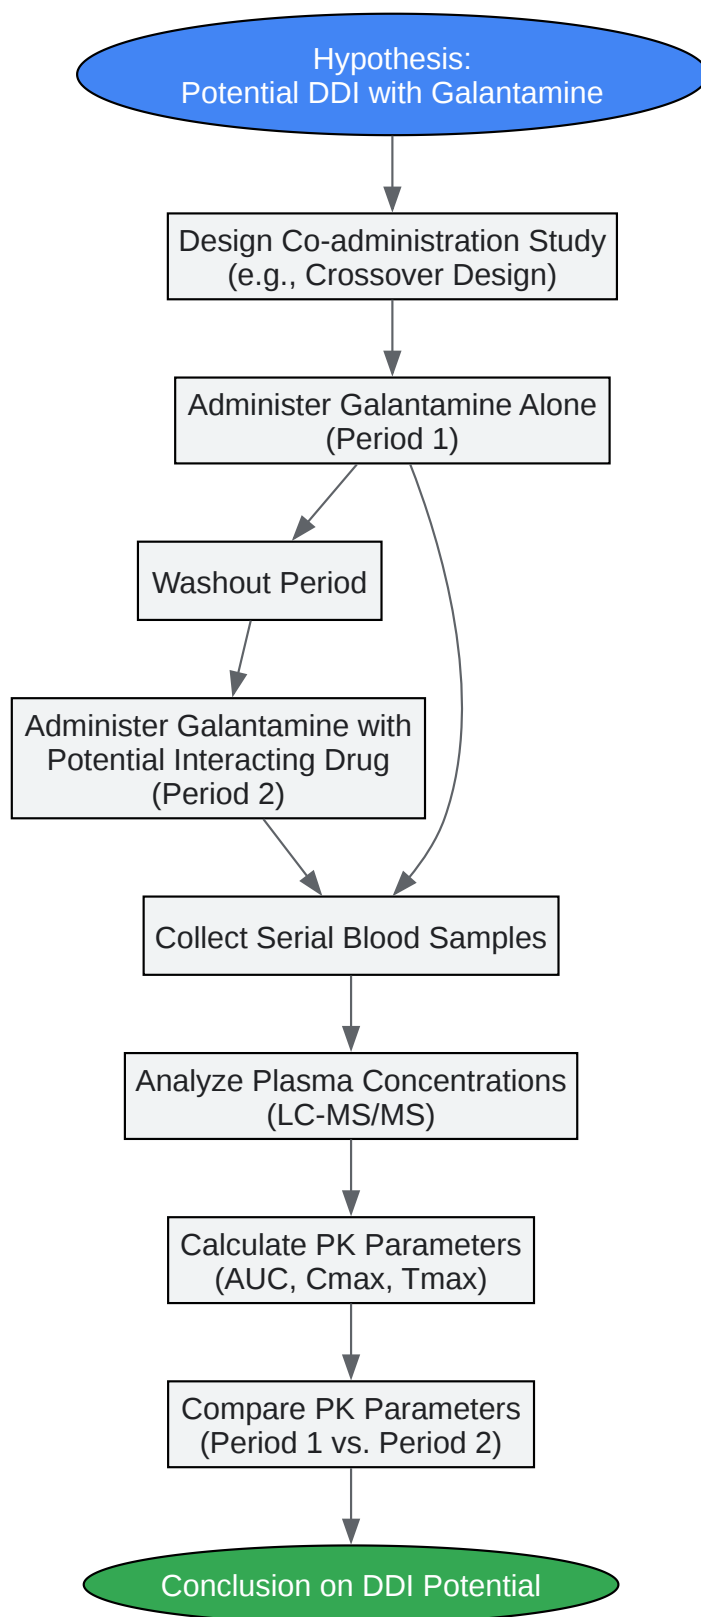 Hypothesis:
Potential DDI with Galantamine
Design Co-administration Study
(e.g., Crossover Design)
Administer Galantamine Alone
(Period 1)
Washout Period
Administer Galantamine with
Potential Interacting Drug
(Period 2)
Collect Serial Blood Samples
Analyze Plasma Concentrations
(LC-MS/MS)
Calculate PK Parameters
(AUC, Cmax, Tmax)
Compare PK Parameters
(Period 1 vs. Period 2)
Conclusion on DDI Potential